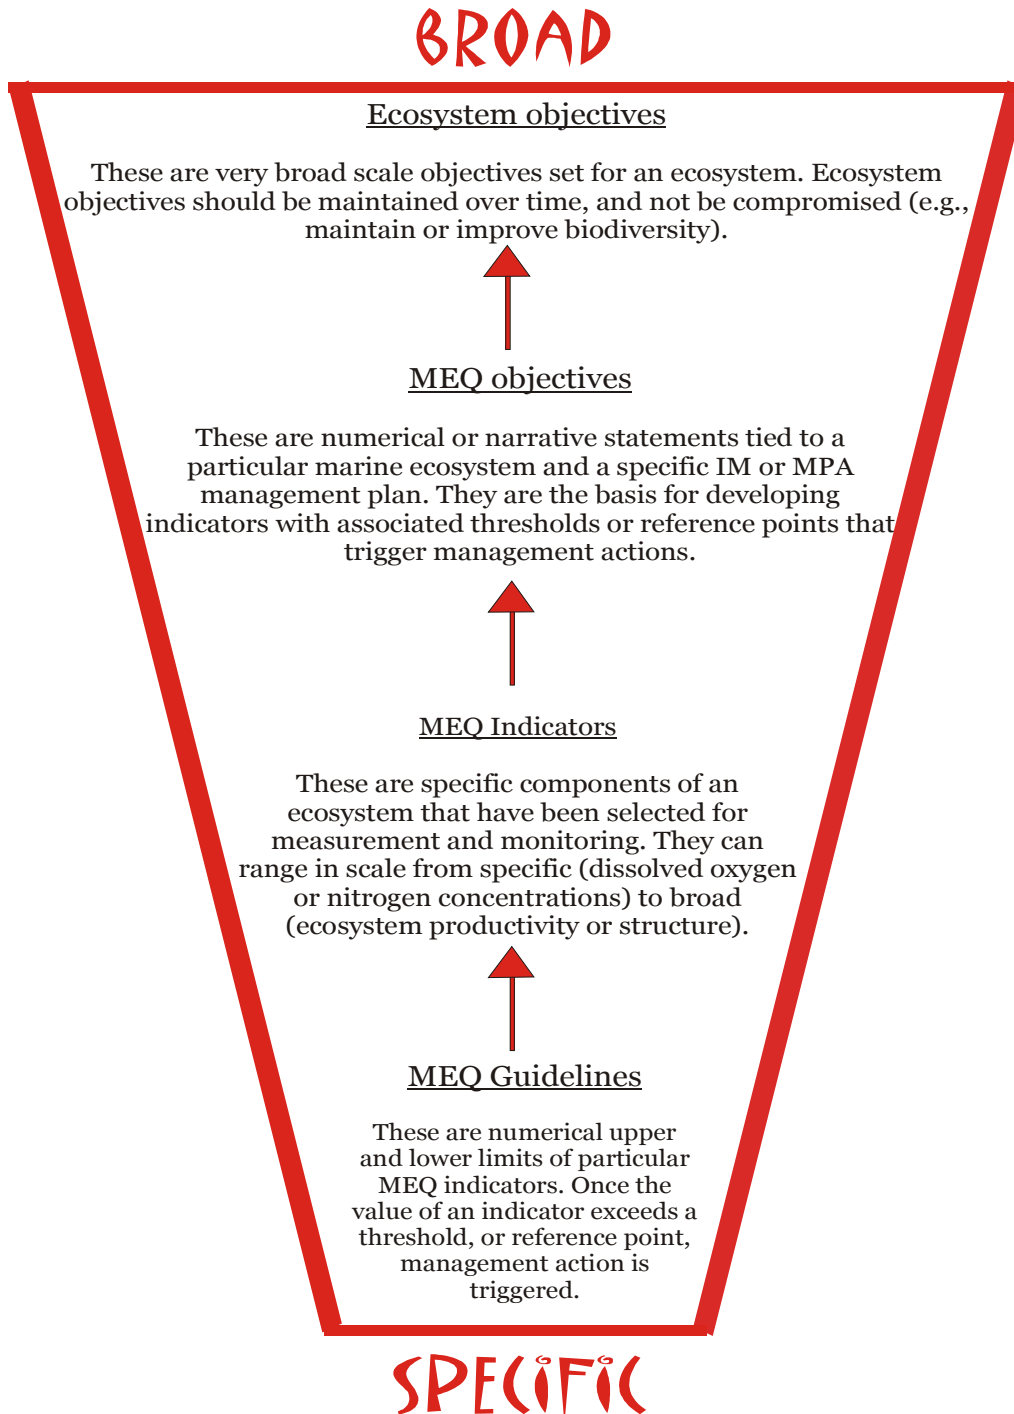 BROAD
Ecosystem objectives
These are very broad scale objectives set for an ecosystem. Ecosystem
objectives should be maintained over time, and not be compromised (e.g.,
maintain or improve biodiversity).
MEQ objectives
These are numerical or narrative statements tied to a
particular marine ecosystem and a specific IM or MPA
management plan. They are the basis for developing
indicators with associated thresholds or reference points that
trigger management actions.
MEQ Indicators
These are specific components of an
ecosystem that have been selected for
measurement and monitoring. They can
range in scale from specific (dissolved oxygen
or nitrogen concentrations) to broad
(ecosystem productivity or structure).
MEQ Guidelines
These are numerical upper
and lower limits of particular
MEQ indicators. Once the
value of an indicator exceeds a
threshold, or reference point,
management action is
triggered.
SPECiFiC